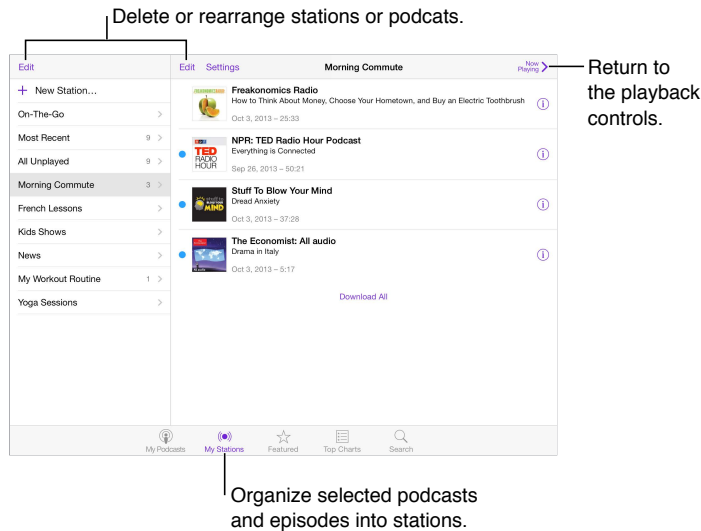 Delete or rearrange stations or podcats.
Edit
Edit Settings
Morning Commute
Now
Playing
Return to
the playback
controls.
+ New Station…
On-The-Go
Most Recent 9
All Unplayed 9
Morning Commute 3
French Lessons
Kids Shows
News
My Workout Routine 1
Yoga Sessions
Freakonomics Radio
How to Think About Money, Choose Your Hometown, and Buy an Electric Toothbrush
Oct 3, 2013 – 25:33
NPR: TED Radio Hour Podcast
Everything is Connected
Sep 26, 2013 – 50:21
n p r
TED
RADIO
HOUR
Stuff To Blow Your Mind
Dread Anxiety
Oct 3, 2013 – 37:28
MIND
The Economist: All audio
Drama in Italy
Oct 3, 2013 – 5:17
Download All
My Podcasts
My Stations
Featured
Top Charts
Search
Organize selected podcasts
and episodes into stations.